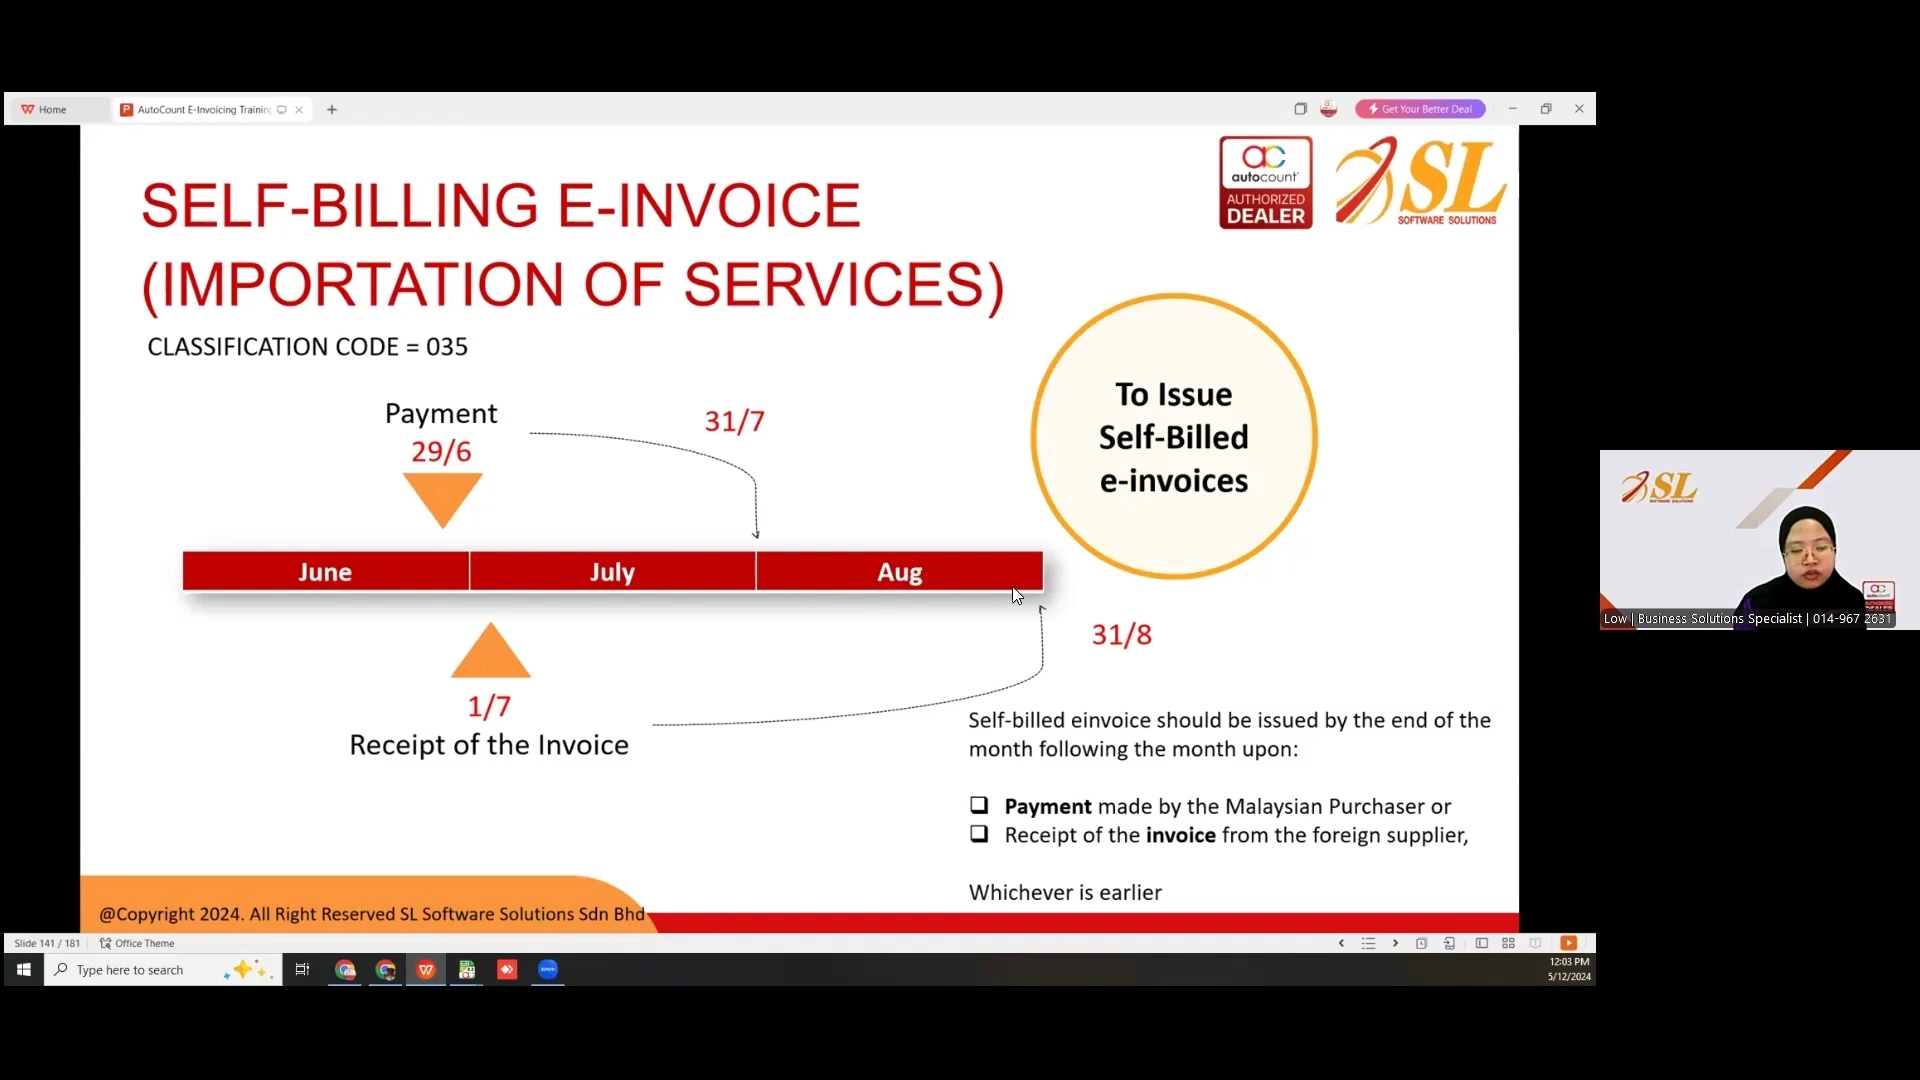 Home
AutoCount E-Invoicing Training
Get Your Better Deal
SELF-BILLING E-INVOICE
(IMPORTATION OF SERVICES)
autocount
AUTHORIZED
DEALER
SL
SOFTWARE SOLUTIONS
CLASSIFICATION CODE = 035
Payment
29/6
31/7
To Issue
Self-Billed
e-invoices
June
July
Aug
1/7
Receipt of the Invoice
31/8
Self-billed einvoice should be issued by the end of the
month following the month upon:
Payment made by the Malaysian Purchaser or
Receipt of the invoice from the foreign supplier,
Whichever is earlier
@Copyright 2024. All Right Reserved SL Software Solutions Sdn Bhd
Slide 141 / 181
Office Theme
Type here to search
zoom
12:03 PM
5/12/2024
SL
Low | Business Solutions Specialist | 014-967 2631